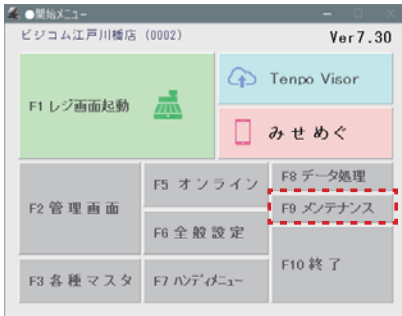 ●開始メニュー
ビジコム江戸川橋店 (0002)
Ver7.30
F1 レジ画面起動
Tenpo Visor
みせめぐ
F2 管理画面
F5 オンライン
F8 データ処理
F9 メンテナンス
F6 全般設定
F10 終了
F3 各種マスタ
F7 ハンディメニュー